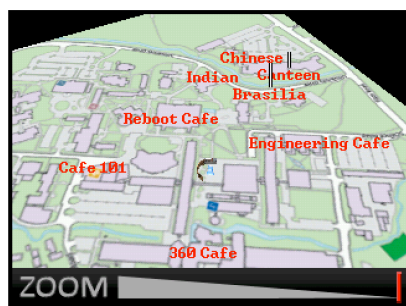 Chinese
Canteen
Indian
Brasilia
Reboot Cafe
Engineering Cafe
Cafe 101
360 Cafe
ZOOM